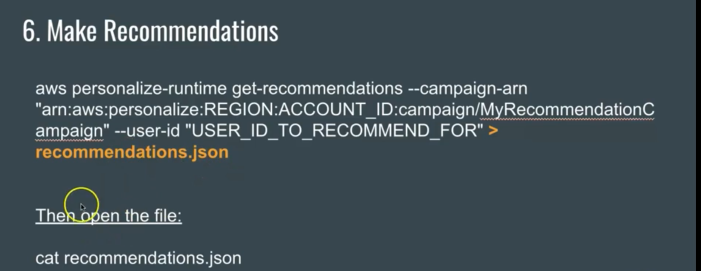 6. Make Recommendations
aws personalize-runtime get-recommendations --campaign-arn
"arn:aws:personalize:REGION:ACCOUNT_ID:campaign/MyRecommendationC
ampaign" --user-id "USER_ID_TO_RECOMMEND_FOR" >
recommendations.json
Then open the file:
cat recommendations.json